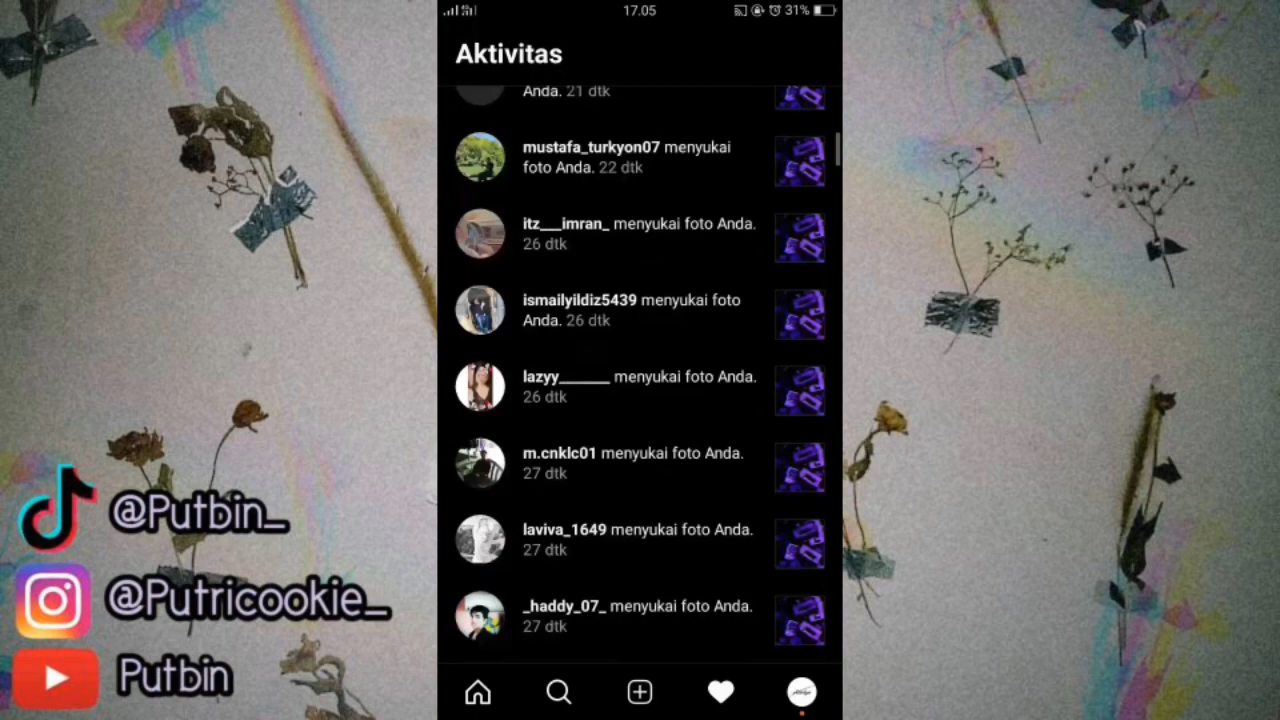 17.05
31%
Aktivitas
Anda. 21 dtk
mustafa_turkyon07 menyukai
foto Anda. 22 dtk
itz___imran_ menyukai foto Anda.
26 dtk
ismailyildiz5439 menyukai foto
Anda. 26 dtk
lazyy_______ menyukai foto Anda.
26 dtk
m.cnklc01 menyukai foto Anda.
27 dtk
laviva_1649 menyukai foto Anda.
27 dtk
_haddy_07_ menyukai foto Anda.
27 dtk
@Putbin_
@Putricookie_
Putbin